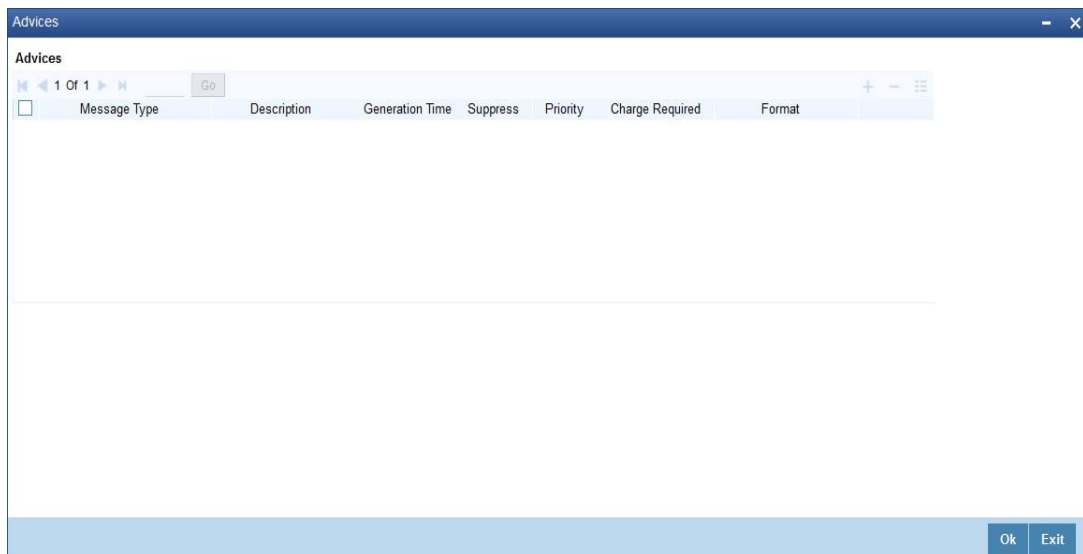 Advices
Advices
1 Of 1 Go
Message Type Description Generation Time Suppress Priority Charge Required Format
Ok Exit